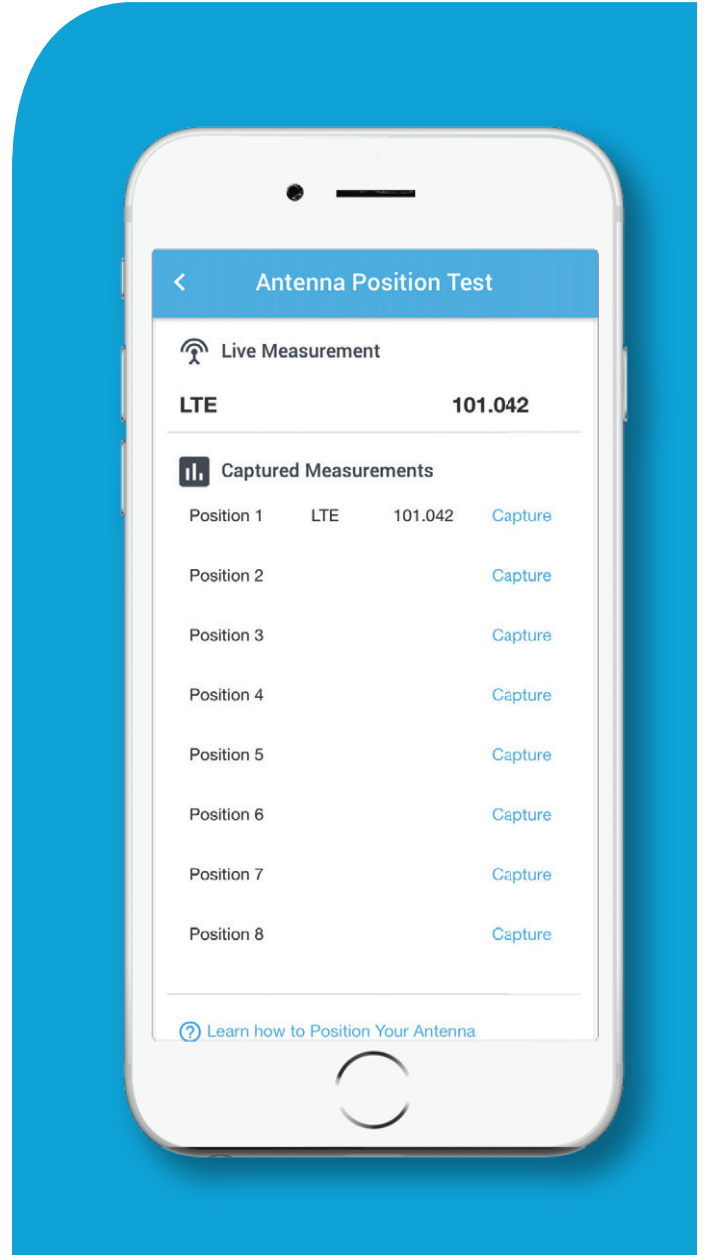 Antenna Position Test
Live Measurement
LTE 101.042
Captured Measurements
Position 1 LTE 101.042 Capture
Position 2 Capture
Position 3 Capture
Position 4 Capture
Position 5 Capture
Position 6 Capture
Position 7 Capture
Position 8 Capture
? Learn how to Position Your Antenna